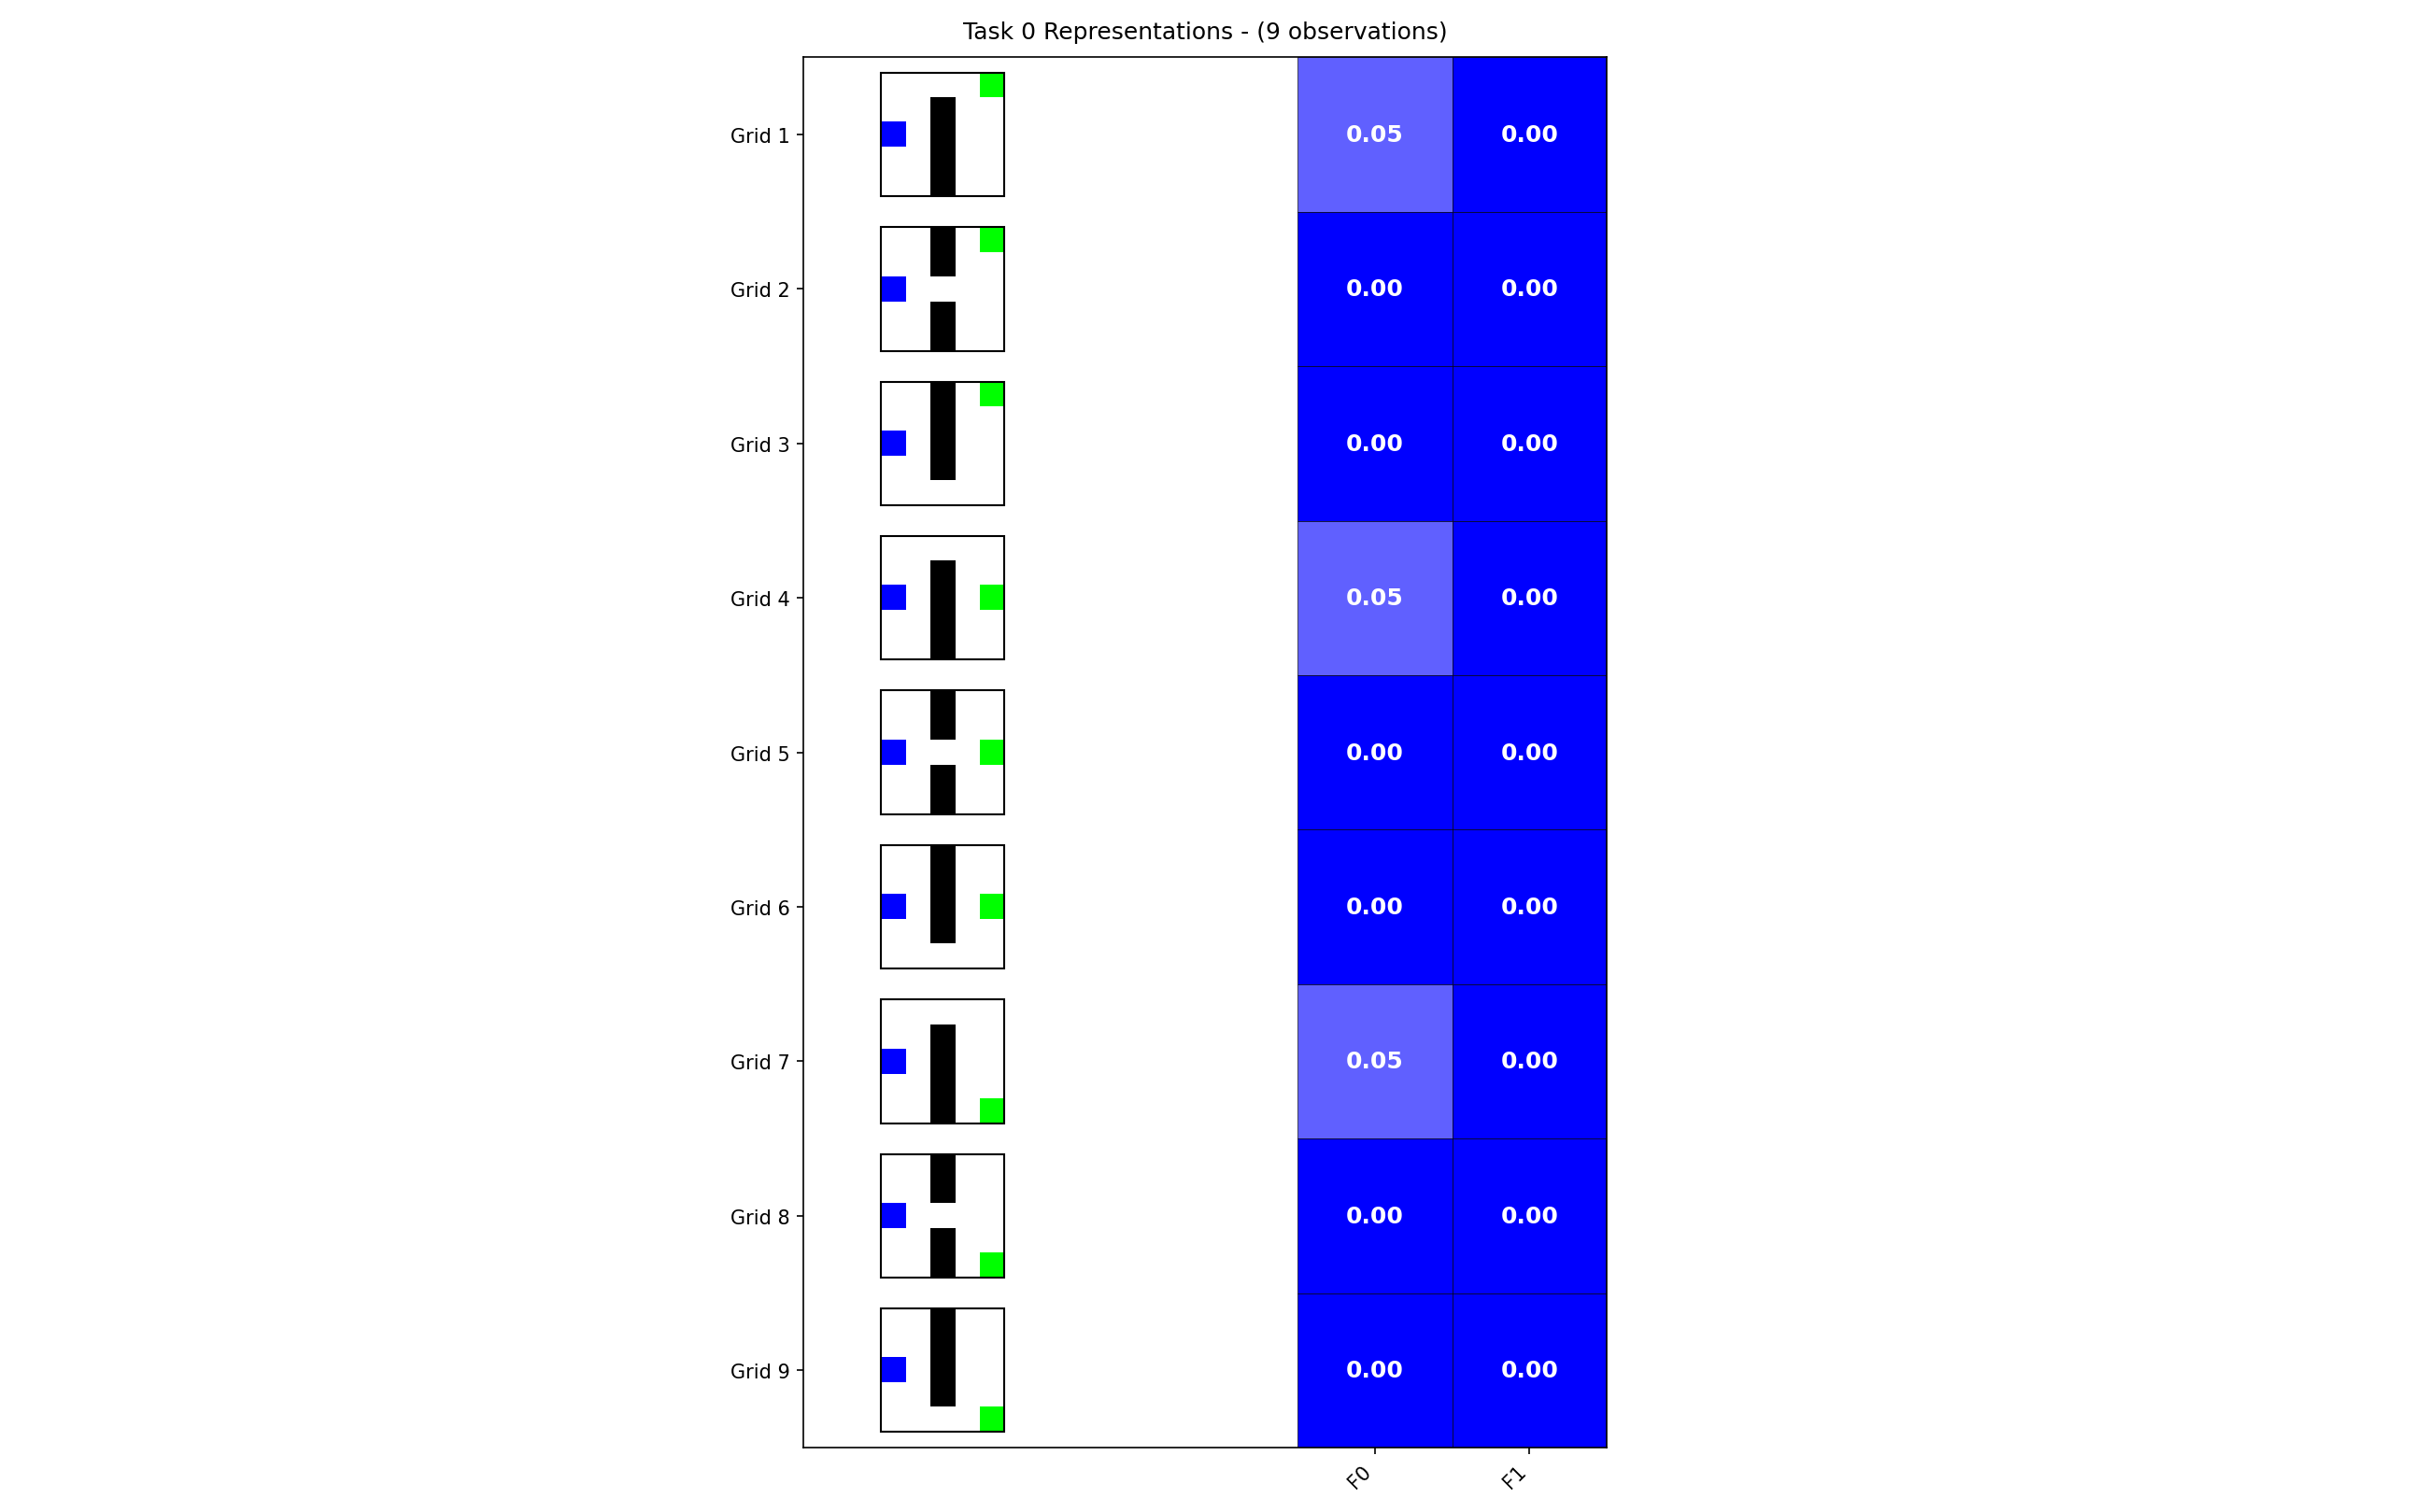 Task 0 Representations - (9 observations)
Grid 1 0.05 0.00
Grid 2 0.00 0.00
Grid 3 0.00 0.00
Grid 4 0.05 0.00
Grid 5 0.00 0.00
Grid 6 0.00 0.00
Grid 7 0.05 0.00
Grid 8 0.00 0.00
Grid 9 0.00 0.00
F0 F1